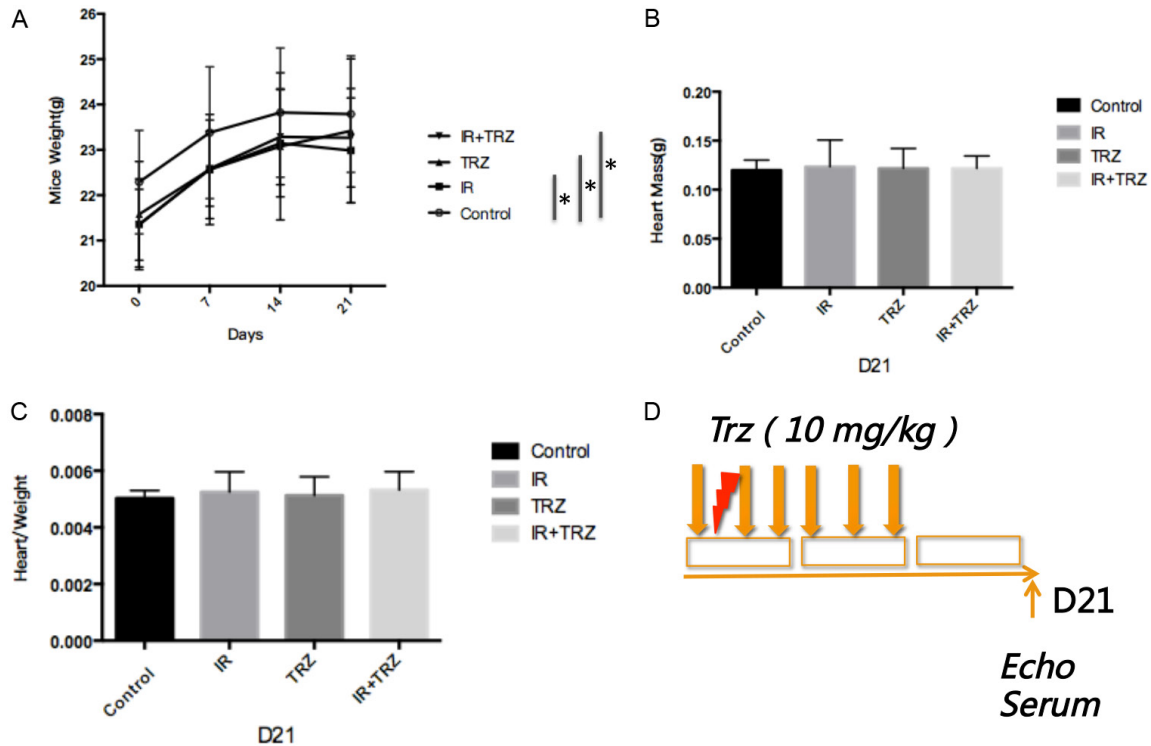 A
26
25
24
23
22
21
20
Mice Weight(g)
0
7
14
21
Days
IR+TRZ
TRZ
IR
Control
*
*
*
B
0.20
0.15
0.10
0.05
0.00
Heart Mass(g)
Control
IR
TRZ
IR+TRZ
D21
Control
IR
TRZ
IR+TRZ
C
0.008
0.006
0.004
0.002
0.000
Heart/Weight
Control
IR
TRZ
IR+TRZ
D21
Control
IR
TRZ
IR+TRZ
D
Trz ( 10 mg/kg )
D21
Echo
Serum